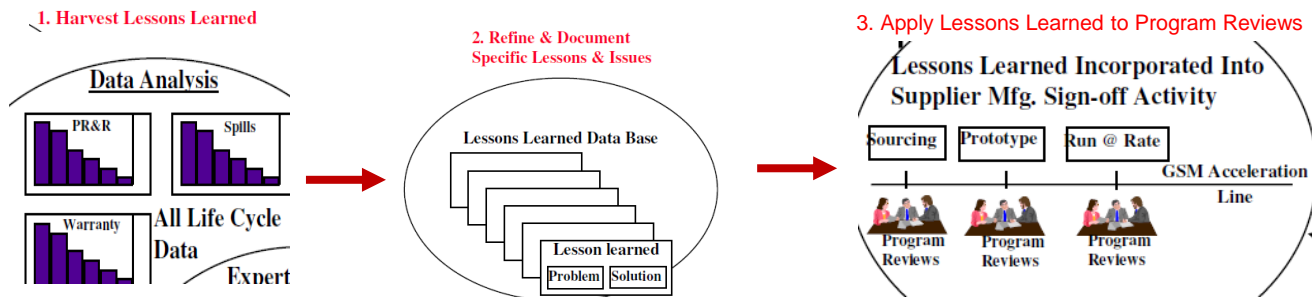 1. Harvest Lessons Learned
Data Analysis
PR&R
Spills
Warranty
All Life Cycle
Data
Expert
2. Refine & Document
Specific Lessons & Issues
Lessons Learned Data Base
Lesson learned
Problem
Solution
3. Apply Lessons Learned to Program Reviews
Lessons Learned Incorporated Into
Supplier Mfg. Sign-off Activity
Sourcing
Prototype
Run @ Rate
GSM Acceleration
Line
Program
Reviews
Program
Reviews
Program
Reviews